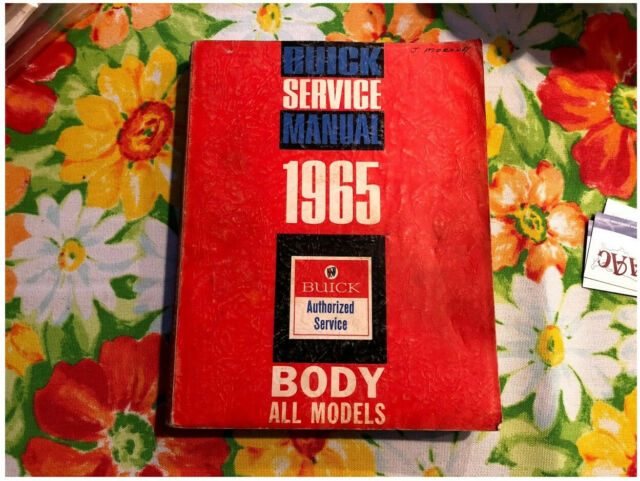 BUICK
SERVICE
MANUAL
1965
BUICK
Authorized
Service
BODY
ALL MODELS